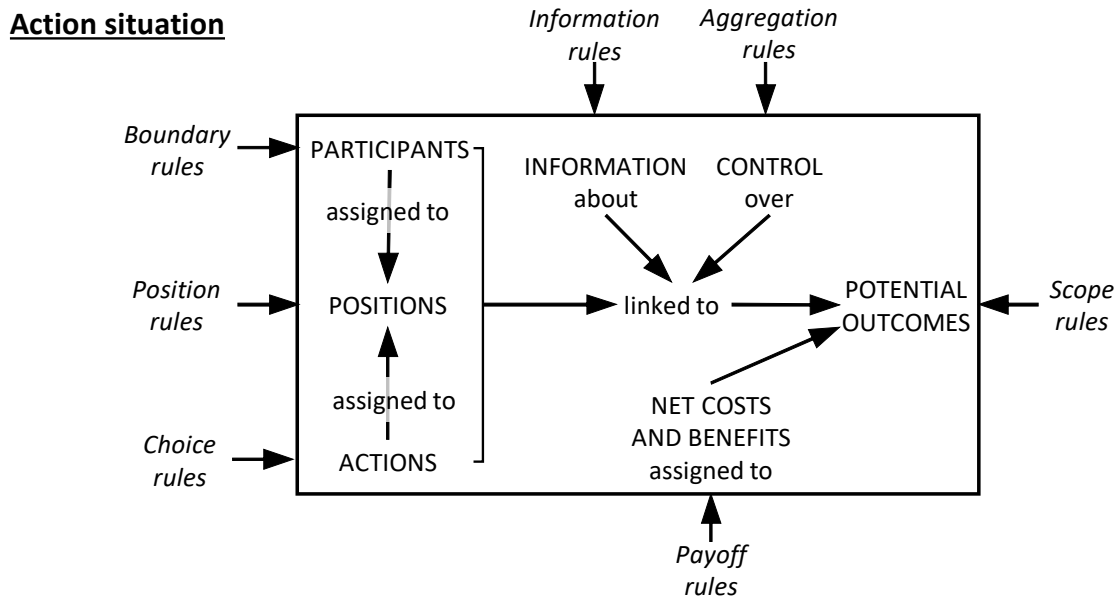 Action situation
Information
rules
Aggregation
rules
Boundary
rules
PARTICIPANTS
assigned to
INFORMATION
about
CONTROL
over
Position
rules
POSITIONS
linked to
POTENTIAL
OUTCOMES
Scope
rules
assigned to
NET COSTS
AND BENEFITS
assigned to
Choice
rules
ACTIONS
Payoff
rules